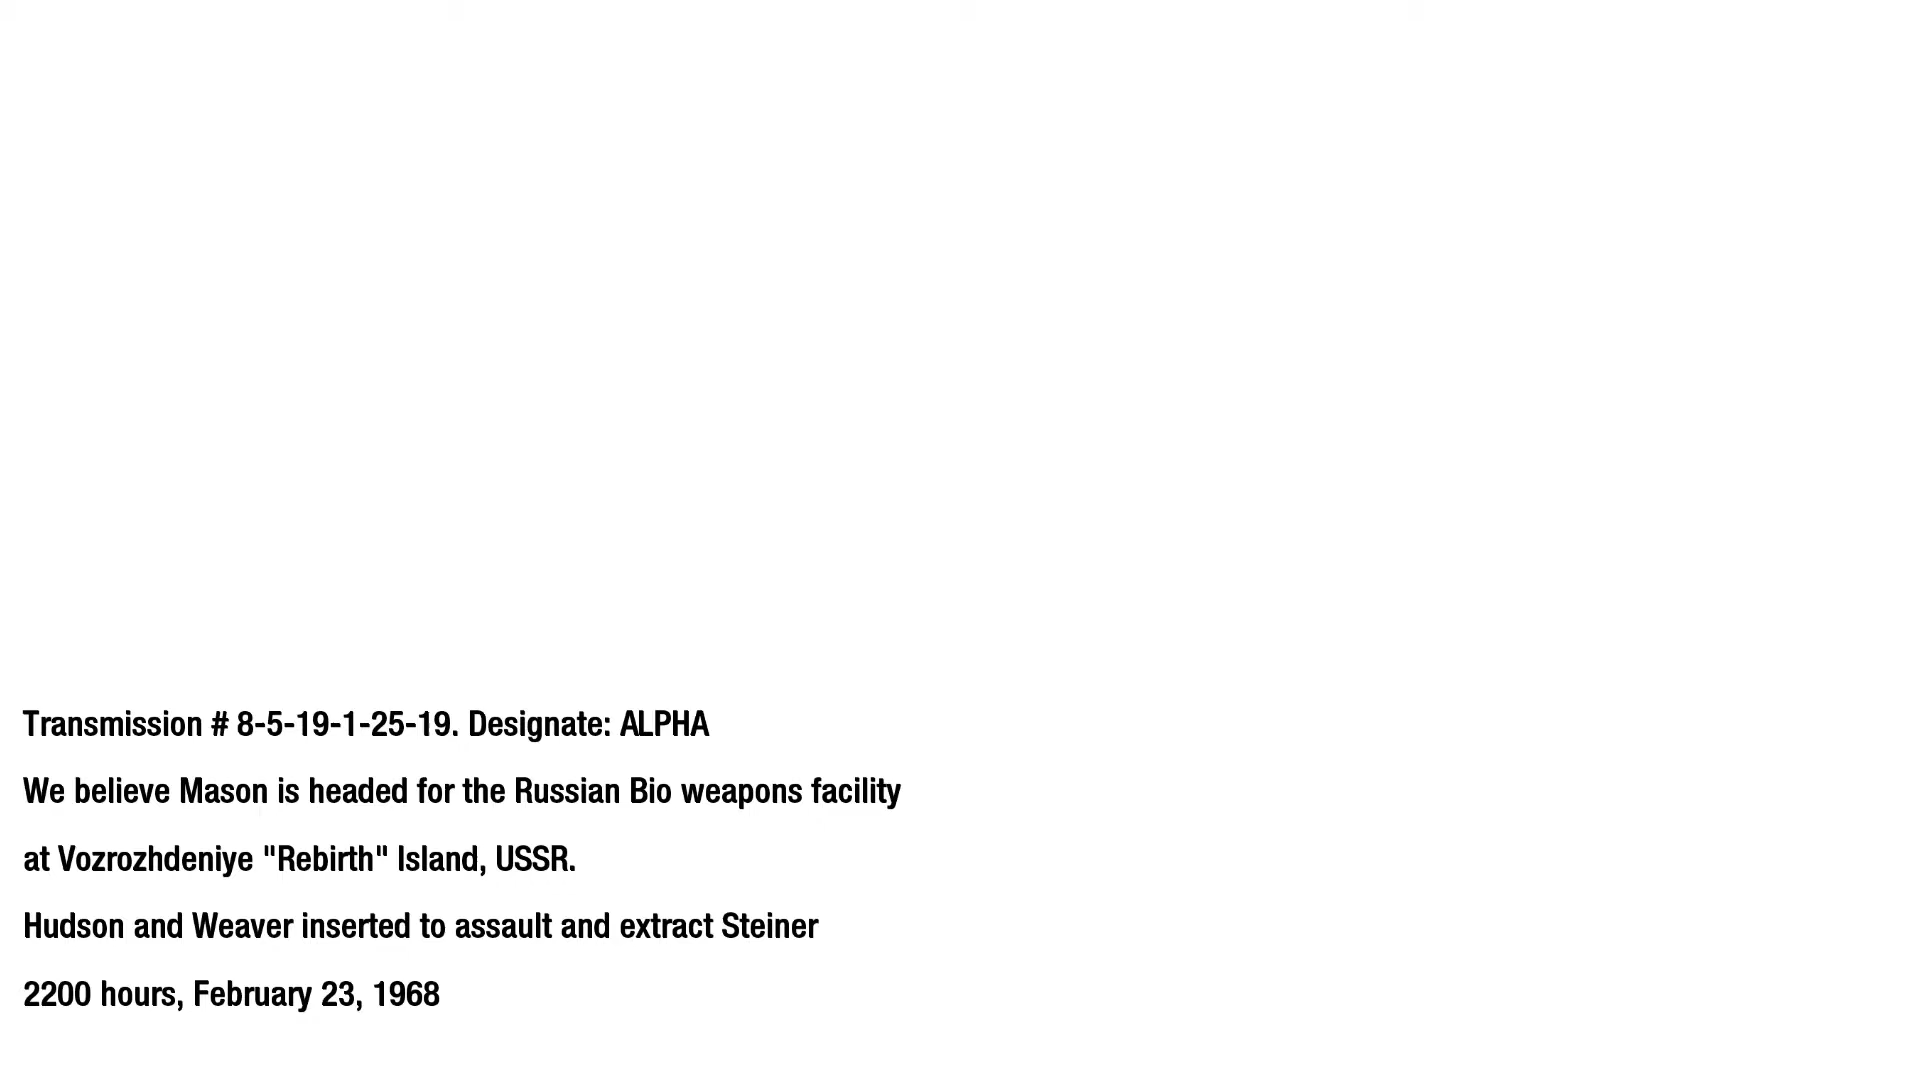 Transmission # 8-5-19-1-25-19. Designate: ALPHA
We believe Mason is headed for the Russian Bio weapons facility
at Vozrozhdeniye "Rebirth" Island, USSR.
Hudson and Weaver inserted to assault and extract Steiner
2200 hours, February 23, 1968